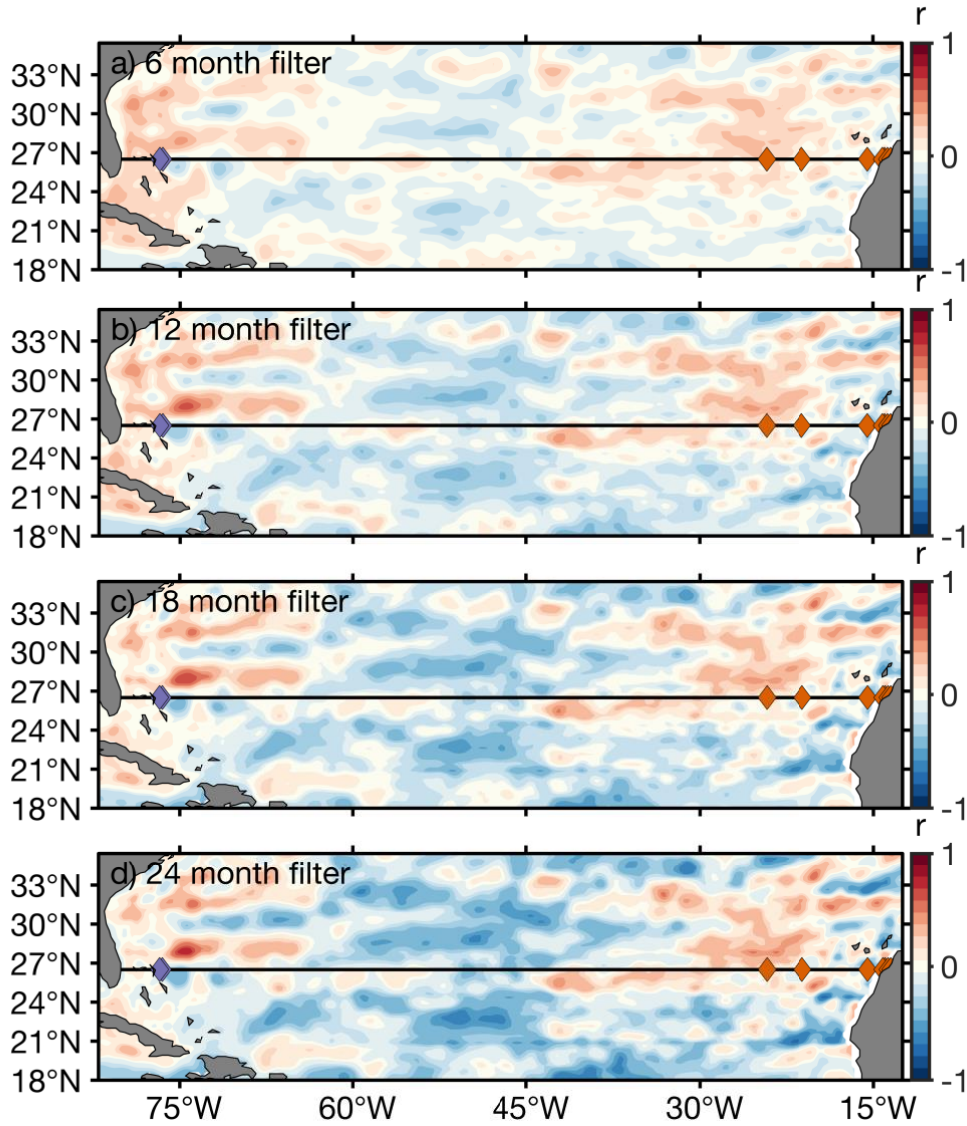 r
a) 6 month filter
1
33°N
30°N
27°N
0
24°N
21°N
18°N
-1
r
b) 12 month filter
1
33°N
30°N
27°N
0
24°N
21°N
18°N
-1
r
c) 18 month filter
1
33°N
30°N
27°N
0
24°N
21°N
18°N
-1
r
d) 24 month filter
1
33°N
30°N
27°N
0
24°N
21°N
18°N
-1
75°W 60°W 45°W 30°W 15°W